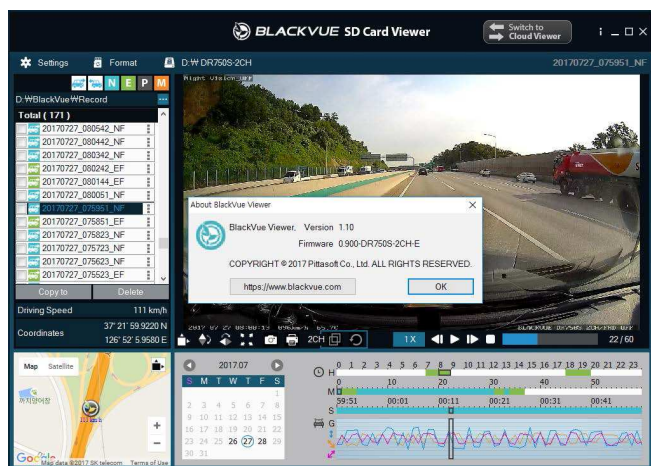 BLACKVUE SD Card Viewer
Switch to
Cloud Viewer
Settings
Format
D:₩ DR750S-2CH
20170727_075951_NF
N E P M
D:₩BlackVue₩Record
Total ( 171 )
20170727_080542_NF
20170727_080442_NF
20170727_080342_NF
20170727_080242_EF
20170727_080144_EF
20170727_080051_NF
20170727_075951_NF
20170727_075851_EF
20170727_075823_NF
20170727_075723_NF
20170727_075623_NF
20170727_075523_EF
Copy to
Delete
Driving Speed
111 km/h
Coordinates
37' 21' 59.9220 N
126' 52' 5.9580 E
Night Vision_OFF
About BlackVue Viewer
BlackVue Viewer, Version 1.10
Firmware 0.900-DR750S-2CH-E
COPYRIGHT © 2017 Pittasoft Co., Ltd. ALL RIGHTS RESERVED.
https://www.blackvue.com
OK
2CH
1X
22 / 60
Map
Satellite
까치양어장
Google
Map data ©2017 SK telecom
Terms of Use
2017.07
S M T W T F S
1
2 3 4 5 6 7 8
9 10 11 12 13 14 15
16 17 18 19 20 21 22
23 24 25 26 27 28 29
30 31
H
0 1 2 3 4 5 6 7 8 9 10 11 12 13 14 15 16 17 18 19 20 21 22 23
0 10 20 30 40 50
M
59:51 00:01 00:11 00:21 00:31 00:41
S
G